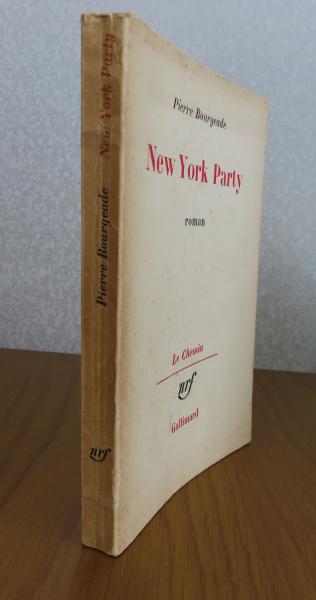 Pierre Bourgeade
New York Party
roman
Le Chemin
nrf
Gallimard
Pierre Bourgeade New York Party
nrf